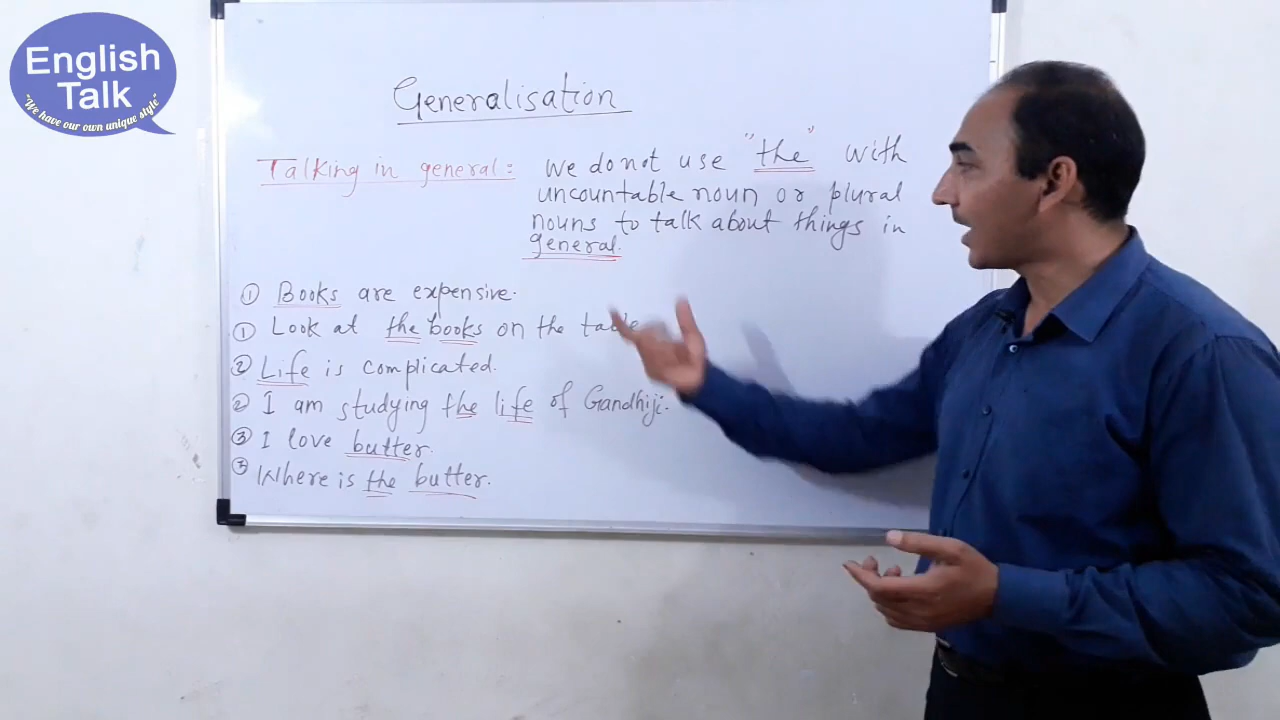 English
Talk
"We have our own unique style"
Generalisation
Talking in general: We do not use "the" with
uncountable noun or plural
nouns to talk about things in
general.
① Books are expensive.
① Look at the books on the table
② Life is complicated.
② I am studying the life of Gandhiji.
③ I love butter.
③ Where is the butter.